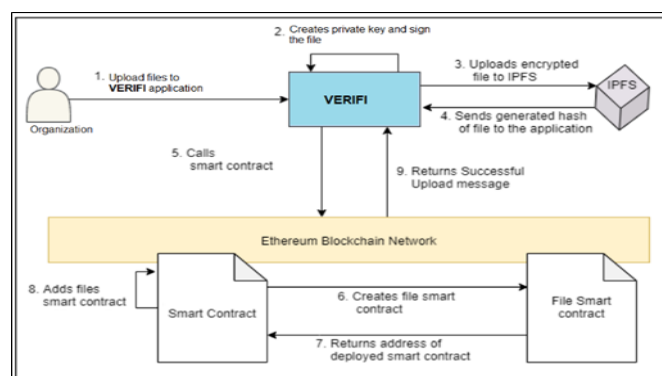 2. Creates private key and sign
the file
1. Upload files to
VERIFI application
Organization
VERIFI
3. Uploads encrypted
file to IPFS
IPFS
4. Sends generated hash
of file to the application
5. Calls
smart contract
9. Returns Successful
Upload message
Ethereum Blockchain Network
8. Adds files
smart contract
Smart Contract
6. Creates file smart
contract
File Smart
contract
7. Returns address of
deployed smart contract